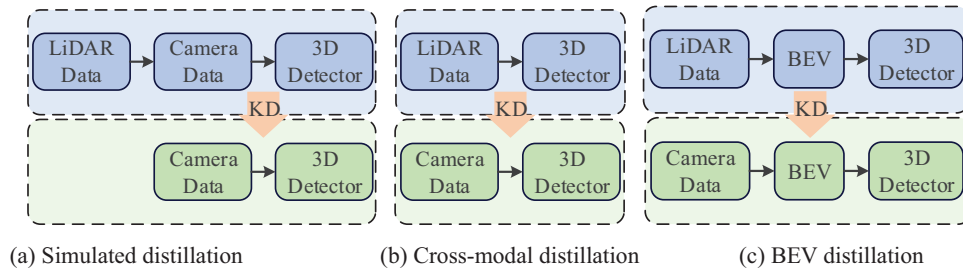 LiDAR Data
Camera Data
3D Detector
KD
Camera Data
3D Detector
(a) Simulated distillation
LiDAR Data
3D Detector
KD
Camera Data
3D Detector
(b) Cross-modal distillation
LiDAR Data
BEV
3D Detector
KD
Camera Data
BEV
3D Detector
(c) BEV distillation